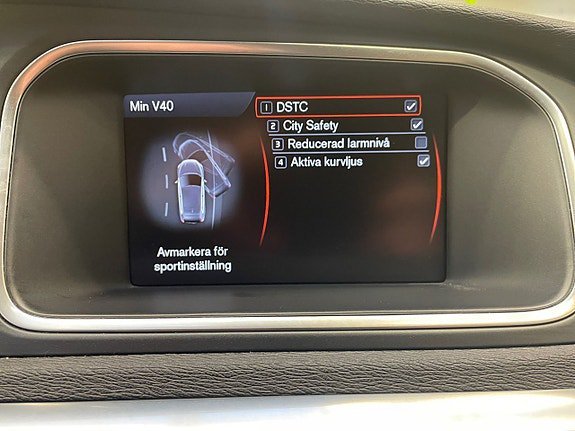 Min V40
1 DSTC
2 City Safety
3 Reducerad larmnivå
4 Aktiva kurvljus
Avmarkera för
sportinställning